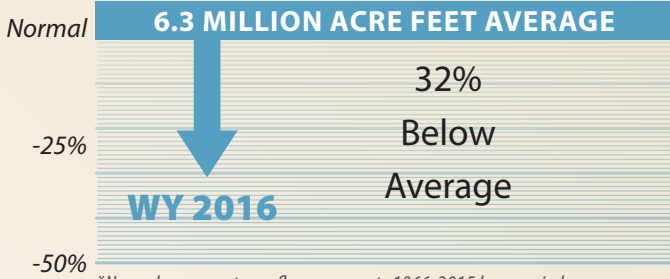 Normal
6.3 MILLION ACRE FEET AVERAGE
32%
Below
Average
-25%
WY 2016
-50%